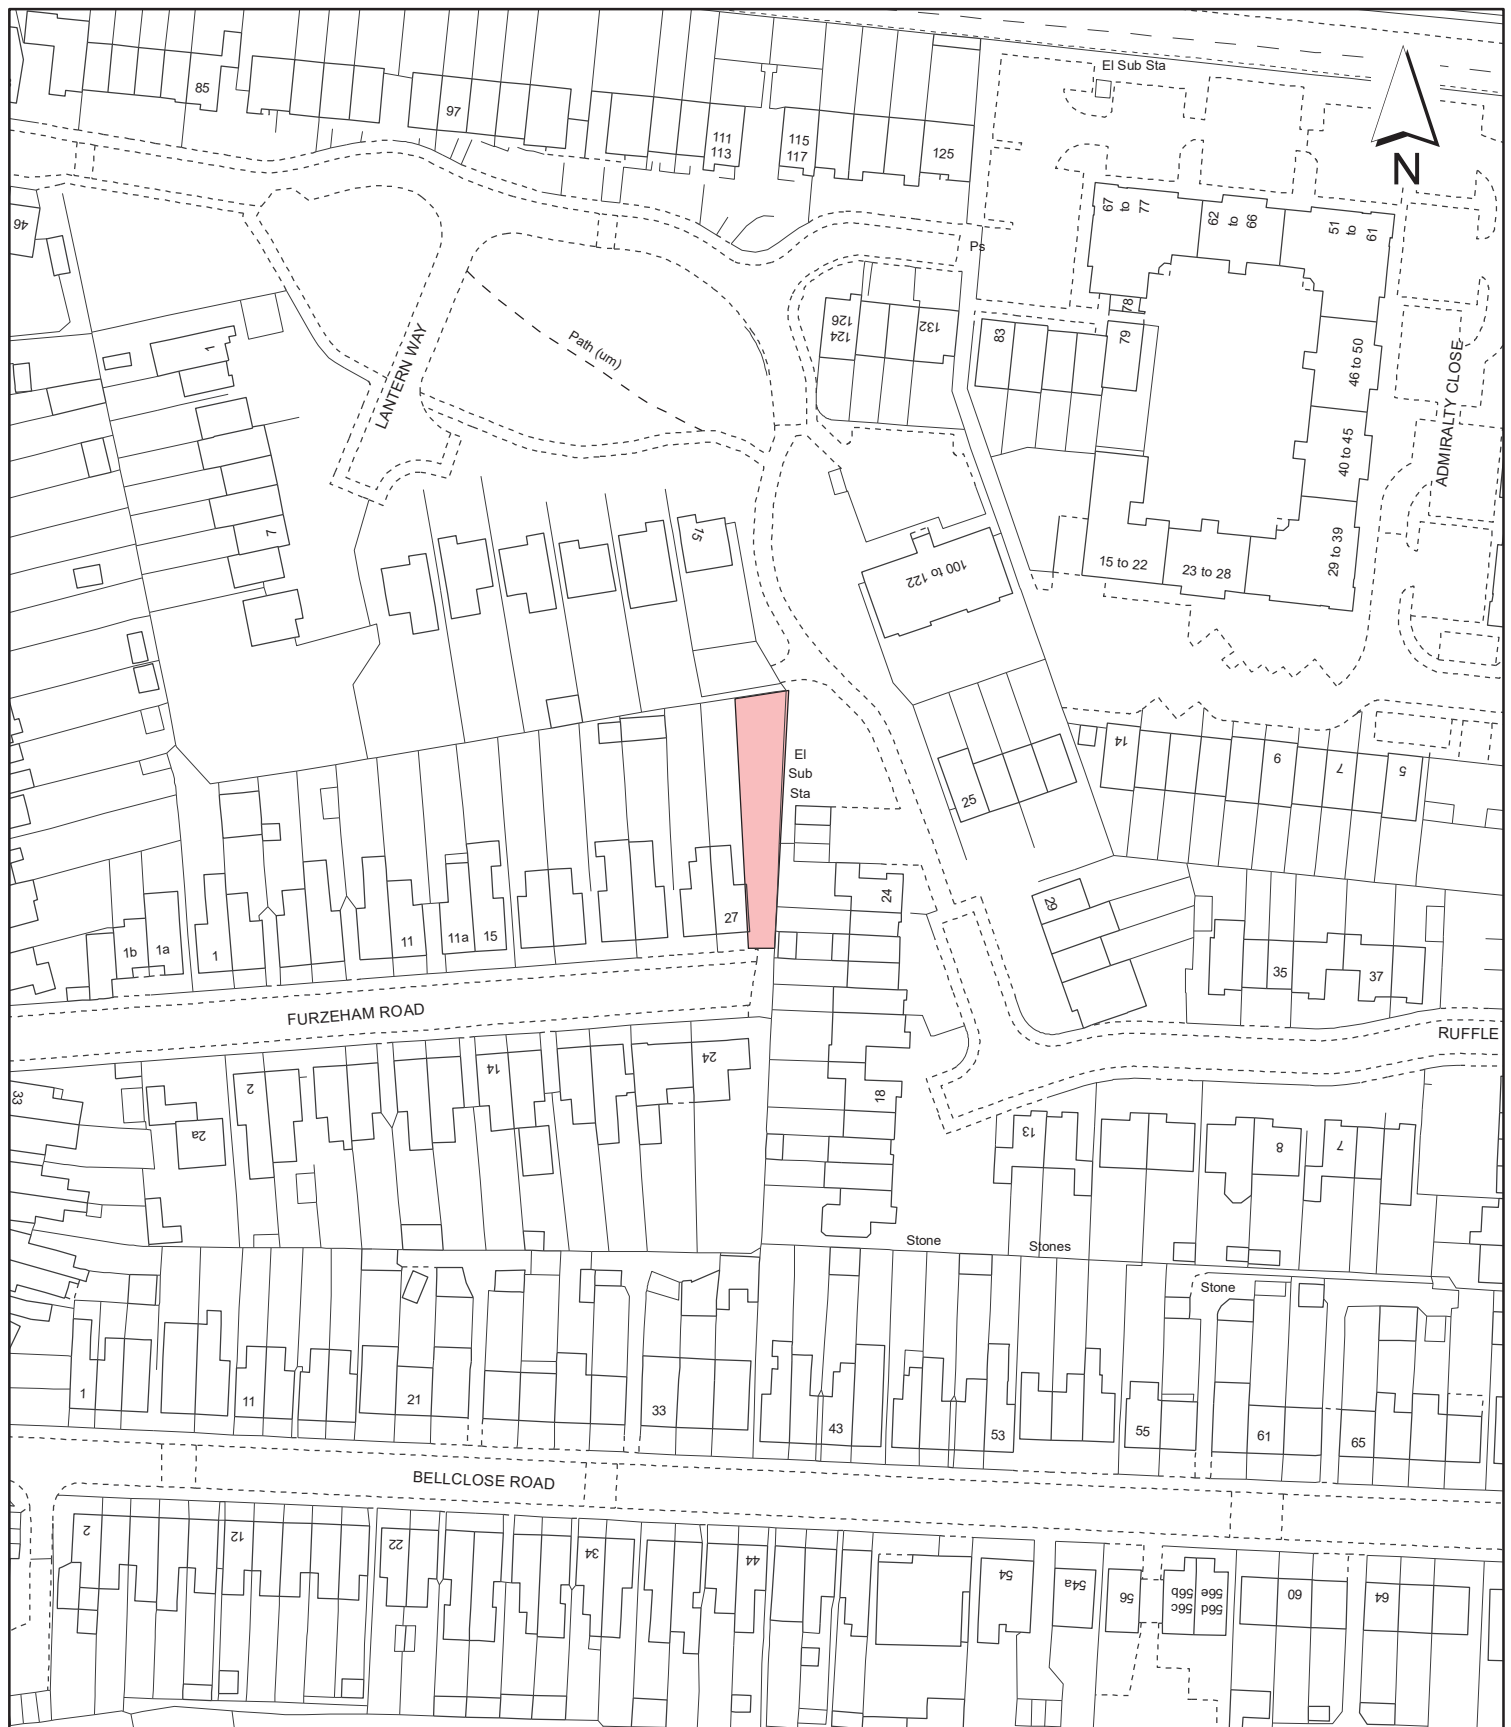 85
97
111
113
115
117
125
El Sub Sta
N
67
to
77
62
to
66
51
to
61
46
Ps
78
79
83
132
126
124
LANTERN WAY
Path (um)
1
46 to 50
ADMIRALTY CLOSE
40 to 45
7
75
100 to 122
15 to 22
23 to 28
29 to 39
El
Sub
Sta
25
14
9
7
5
24
29
27
1b
1a
1
11
11a
15
35
37
FURZEHAM ROAD
RUFFLE
33
2a
2
14
24
18
13
8
7
Stone
Stones
Stone
1
11
21
33
43
53
55
61
65
BELLCLOSE ROAD
2
12
22
34
44
54
54a
56
56b
56c
56e
56d
60
64